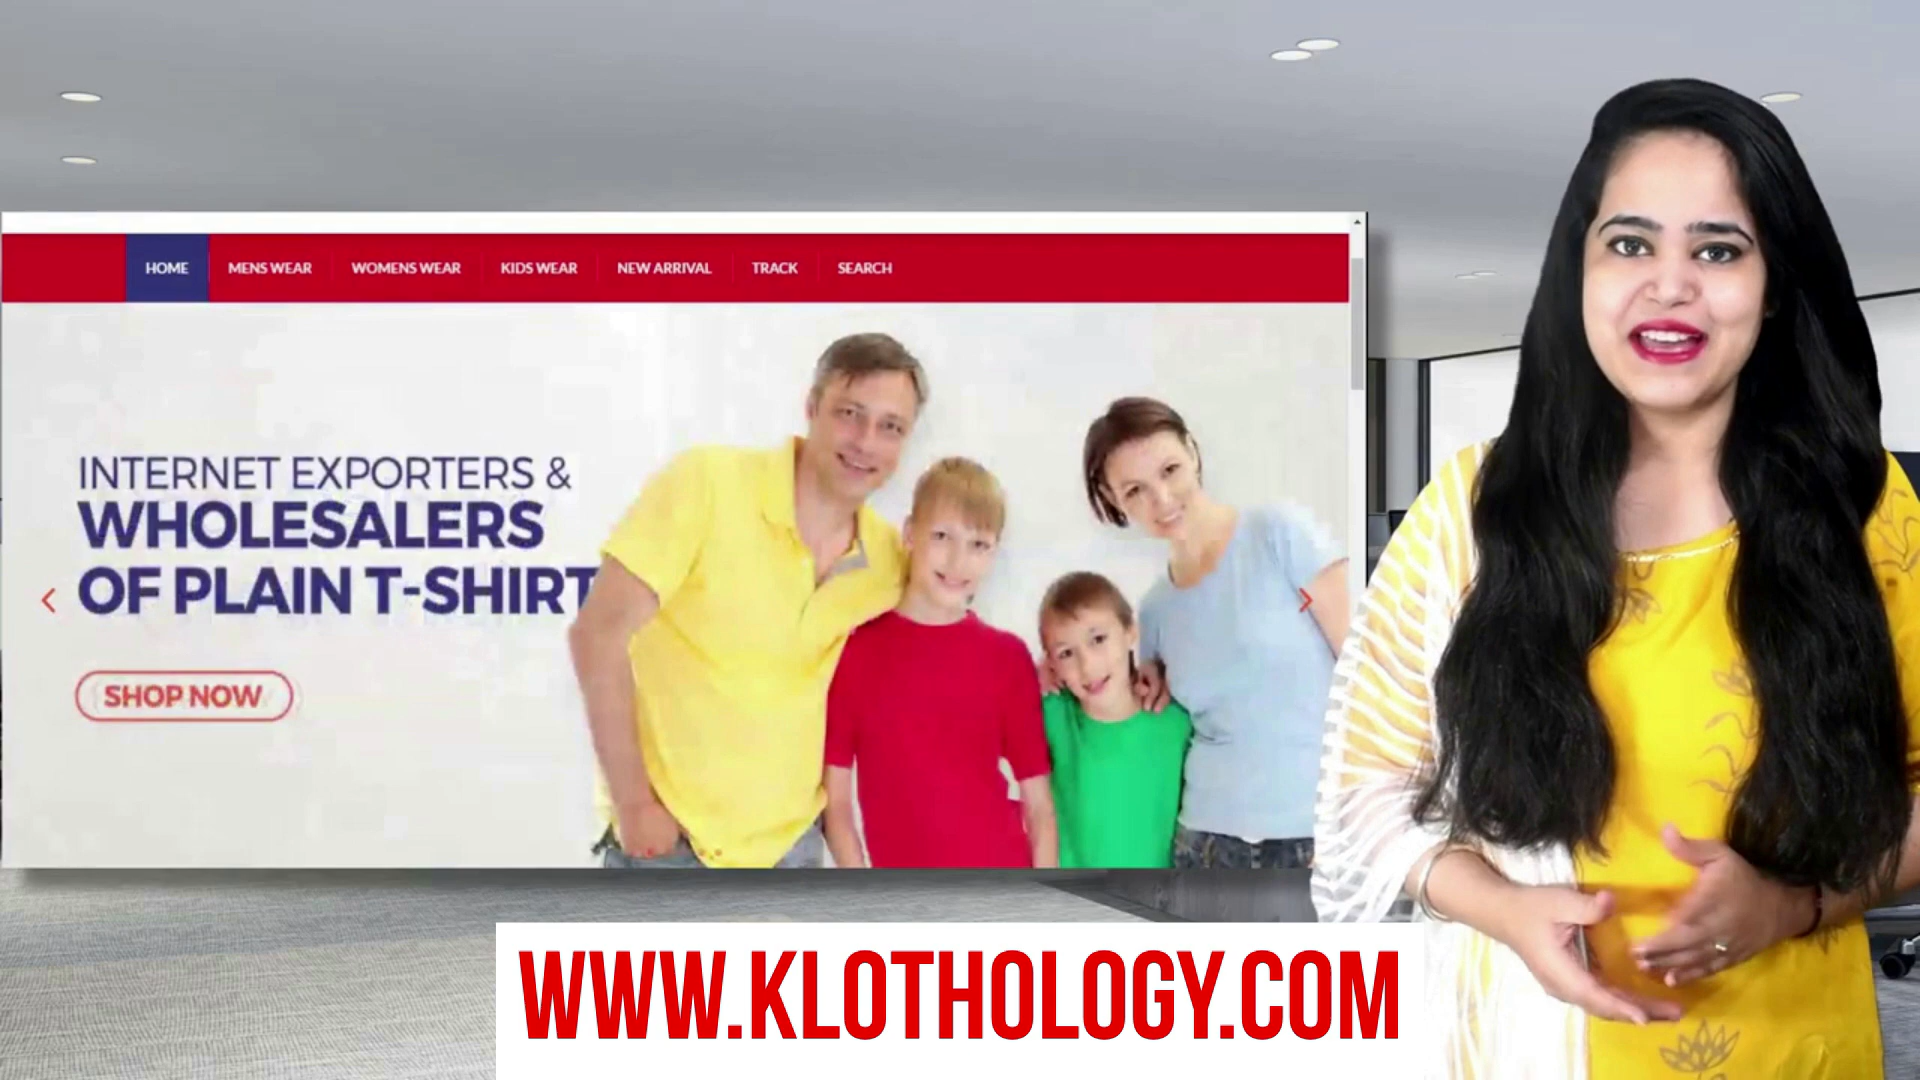 HOME MENS WEAR WOMENS WEAR KIDS WEAR NEW ARRIVAL TRACK SEARCH
INTERNET EXPORTERS &
WHOLESALERS
OF PLAIN T-SHIRT
SHOP NOW
WWW.KLOTHOLOGY.COM